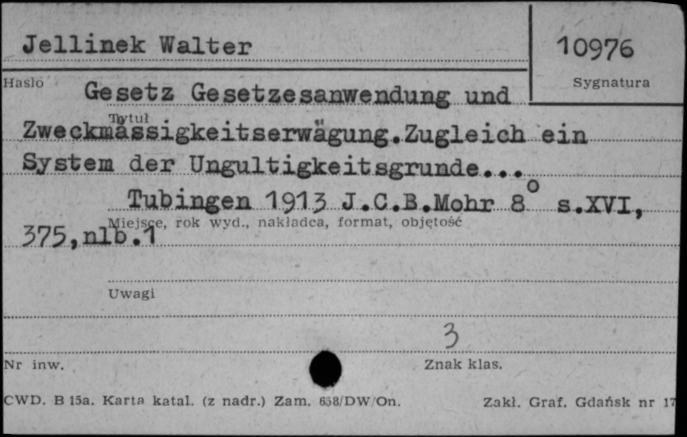 Jellinek Walter
10976
Hasło
Sygnatura
Gesetz Gesetzesanwendung und
Tytuł
Zweckmässigkeitserwägung.Zugleich ein
System der Ungultigkeitsgrunde...
Tubingen 1913 J.C.B.Mohr 8° s.XVI,
Miejsce, rok wyd., nakładca, format, objętość
375,nlb.1
Uwagi
3
Nr inw.
Znak klas.
CWD. B 15a. Karta katal. (z nadr.) Zam. 658/DW/On.
Zakł. Graf. Gdańsk nr 17